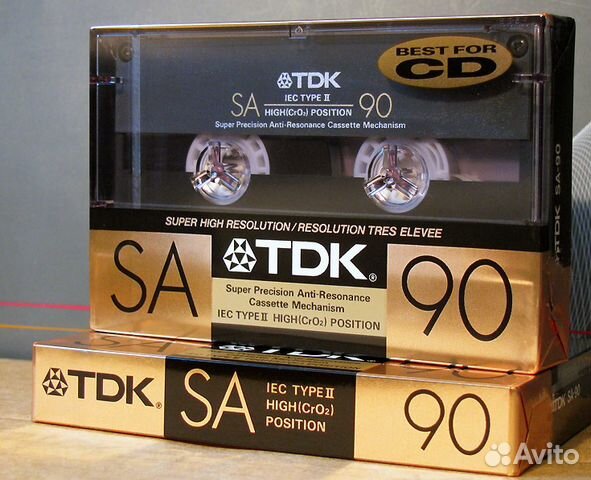 BEST FOR
CD
TDK
IEC TYPE II
SA 90
HIGH(CrO₂) POSITION
Super Precision Anti-Resonance Cassette Mechanism
SUPER HIGH RESOLUTION/RESOLUTION TRES ELEVEE
SA
TDK®
Super Precision Anti-Resonance
Cassette Mechanism
IEC TYPE II HIGH(CrO₂) POSITION
90
TDK SA-90
SA
TDK
TDK®
SA
IEC TYPE II
HIGH(CrO₂)
POSITION
90
TDK SA-90
Avito